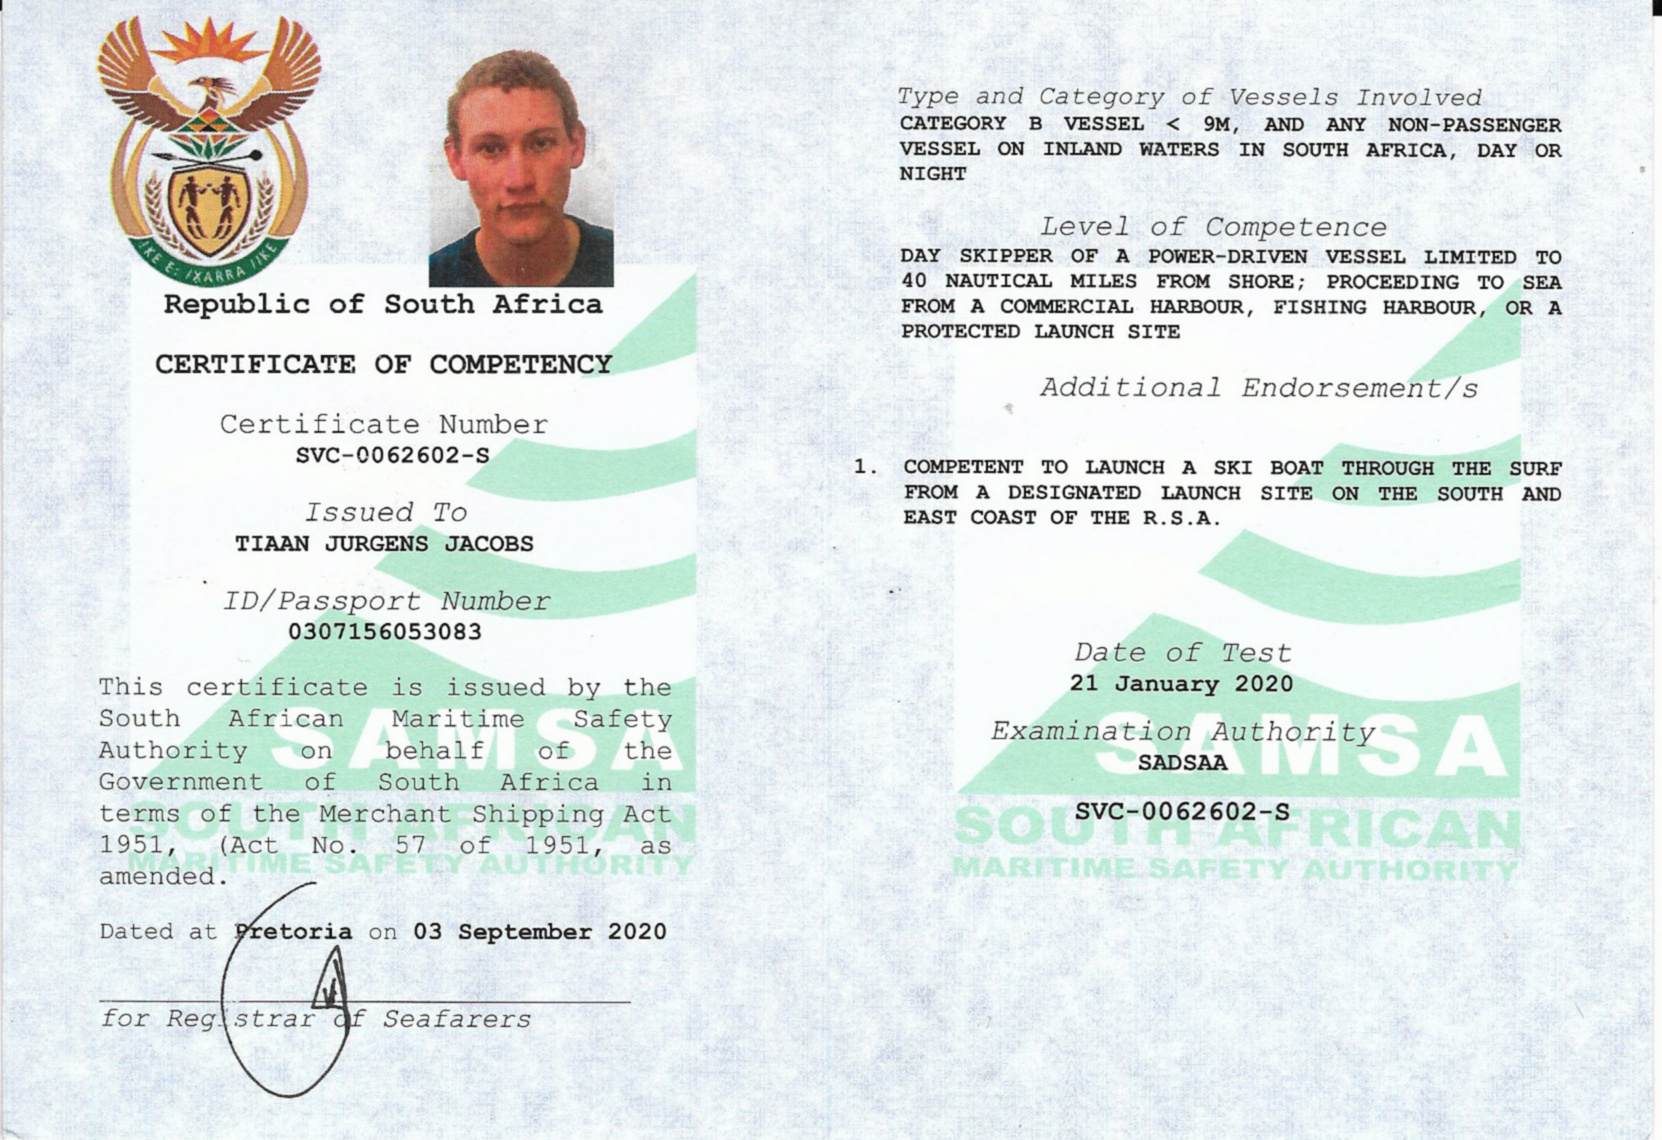 IKE E: /XARRA //KE
Republic of South Africa
CERTIFICATE OF COMPETENCY
Certificate Number
SVC-0062602-S
Issued To
TIAAN JURGENS JACOBS
ID/Passport Number
0307156053083
This certificate is issued by the
South African Maritime Safety
Authority on behalf of the
Government of South Africa in
terms of the Merchant Shipping Act
1951, (Act No. 57 of 1951, as
amended.
Dated at Pretoria on 03 September 2020
for Registrar of Seafarers
SAMSA
SOUTH AFRICAN
MARITIME SAFETY AUTHORITY
Type and Category of Vessels Involved
CATEGORY B VESSEL < 9M, AND ANY NON-PASSENGER
VESSEL ON INLAND WATERS IN SOUTH AFRICA, DAY OR
NIGHT
Level of Competence
DAY SKIPPER OF A POWER-DRIVEN VESSEL LIMITED TO
40 NAUTICAL MILES FROM SHORE; PROCEEDING TO SEA
FROM A COMMERCIAL HARBOUR, FISHING HARBOUR, OR A
PROTECTED LAUNCH SITE
Additional Endorsement/s
1. COMPETENT TO LAUNCH A SKI BOAT THROUGH THE SURF
FROM A DESIGNATED LAUNCH SITE ON THE SOUTH AND
EAST COAST OF THE R.S.A.
Date of Test
21 January 2020
Examination Authority
SADSAA
SVC-0062602-S
SAMSA
SOUTH AFRICAN
MARITIME SAFETY AUTHORITY